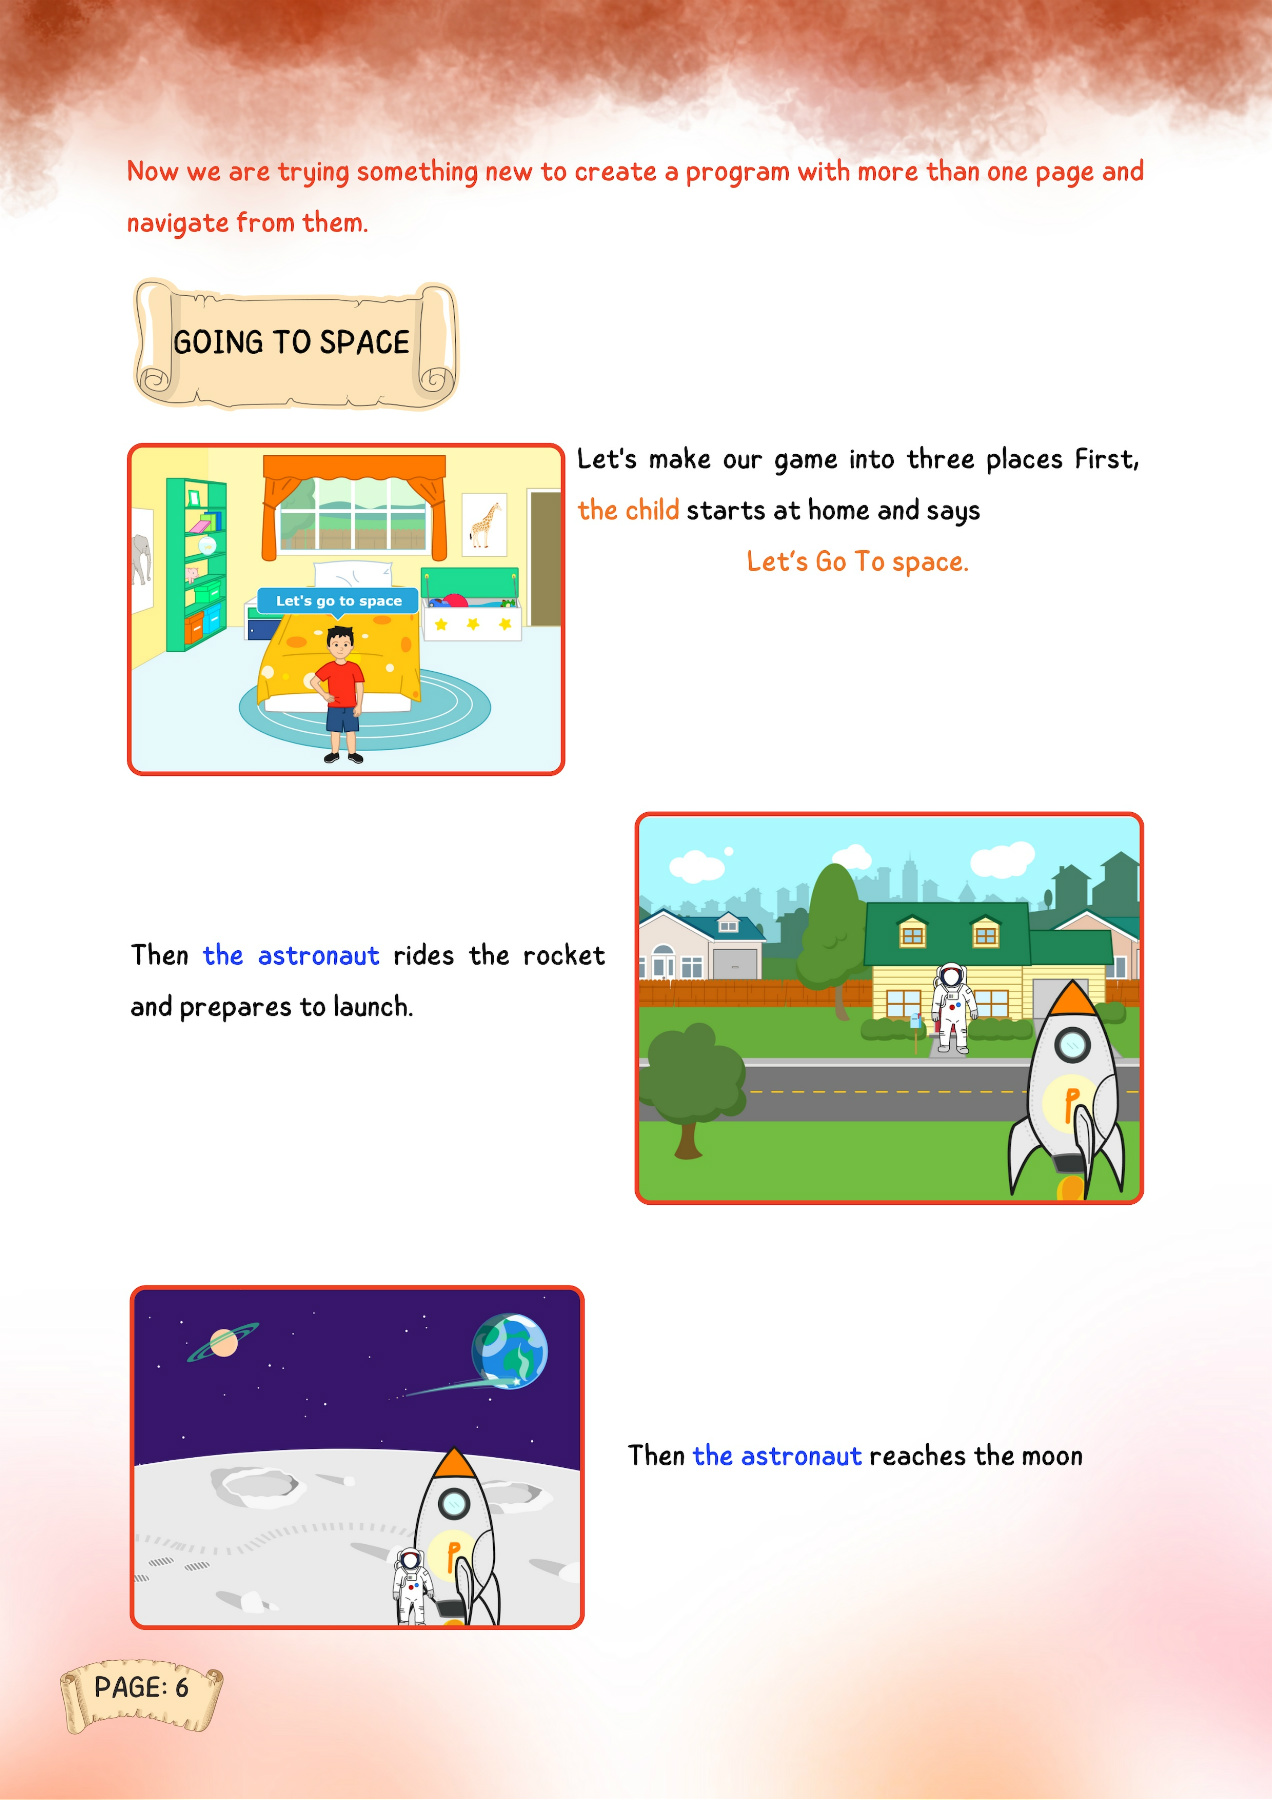 Now we are trying something new to create a program with more than one page and
navigate from them.
GOING TO SPACE
Let's make our game into three places First,
the child starts at home and says
Let's Go To space.
Let's go to space
Then the astronaut rides the rocket
and prepares to launch.
P
Then the astronaut reaches the moon
P
PAGE: 6